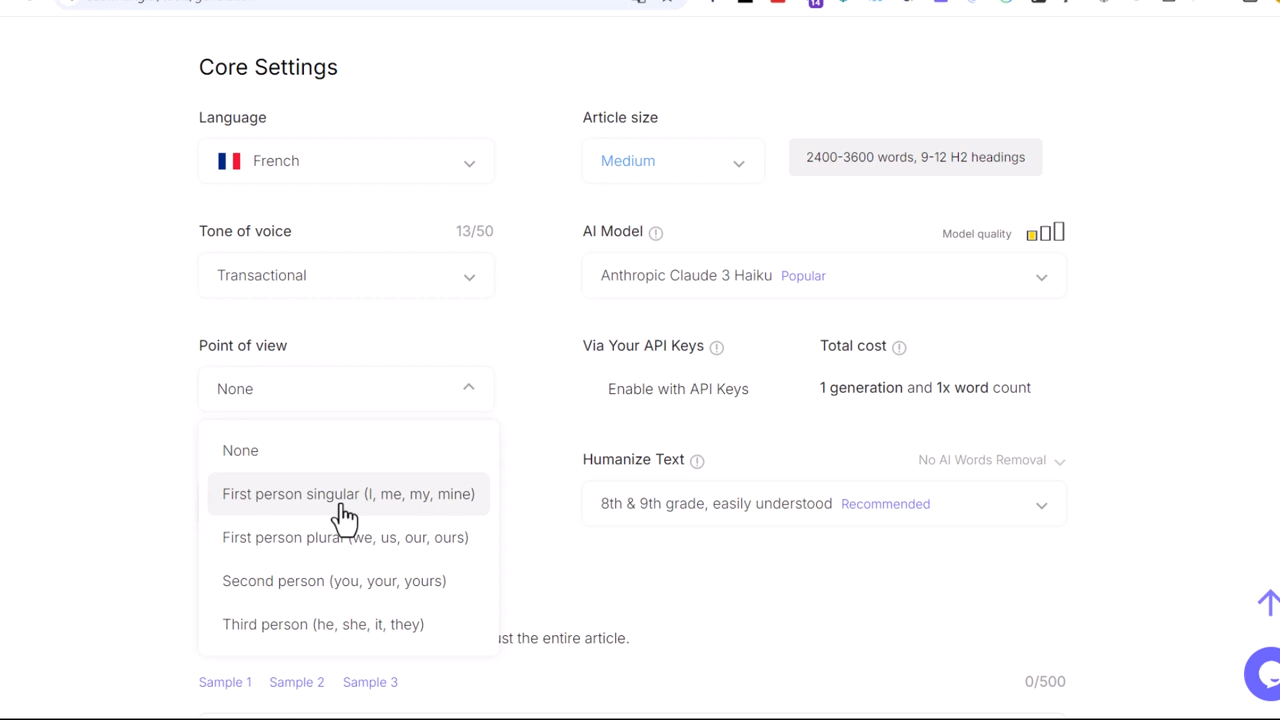 14
Core Settings
Language
Article size
French
Medium
2400-3600 words, 9-12 H2 headings
Tone of voice
13/50
AI Model
Model quality
Transactional
Anthropic Claude 3 Haiku Popular
Point of view
Via Your API Keys
Total cost
None
Enable with API Keys
1 generation and 1x word count
None
First person singular (I, me, my, mine)
Humanize Text
No AI Words Removal
8th & 9th grade, easily understood Recommended
First person plural (we, us, our, ours)
Second person (you, your, yours)
Third person (he, she, it, they)
the entire article.
Sample 1 Sample 2 Sample 3
0/500